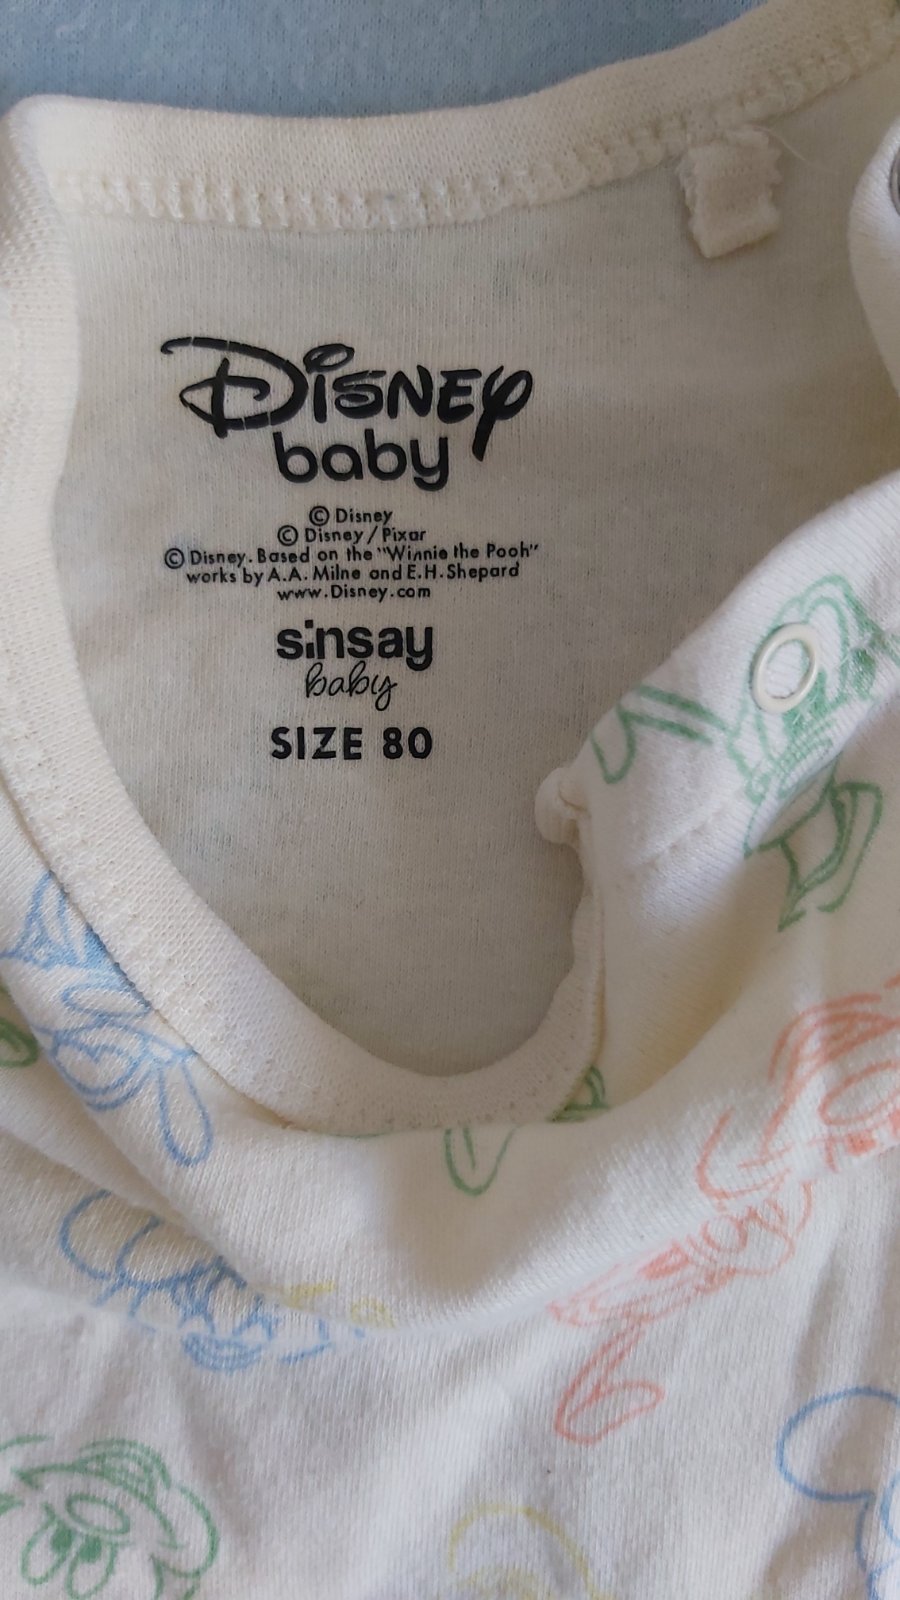 Disney
baby
© Disney
© Disney/Pixar
© Disney. Based on the "Winnie the Pooh"
works by A.A. Milne and E.H. Shepard
www.Disney.com
sinsay
baby
SIZE 80